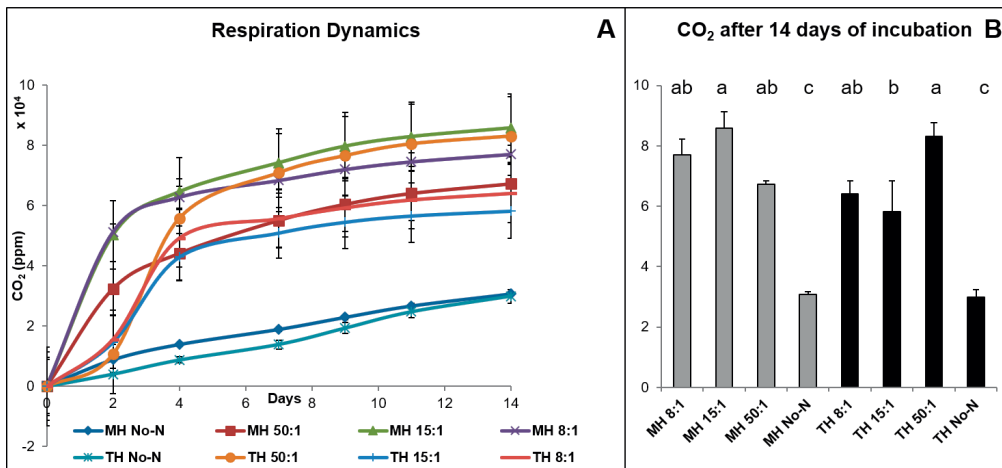 Respiration Dynamics
A
10
8
6
4
2
0
-2
x 10⁴
CO₂ (ppm)
0
2
4
6
8
10
12
14
Days
MH No-N
MH 50:1
MH 15:1
MH 8:1
TH No-N
TH 50:1
TH 15:1
TH 8:1
CO₂ after 14 days of incubation
B
10
8
6
4
2
0
ab a ab c ab b a c
MH 8:1
MH 15:1
MH 50:1
MH No-N
TH 8:1
TH 15:1
TH 50:1
TH No-N